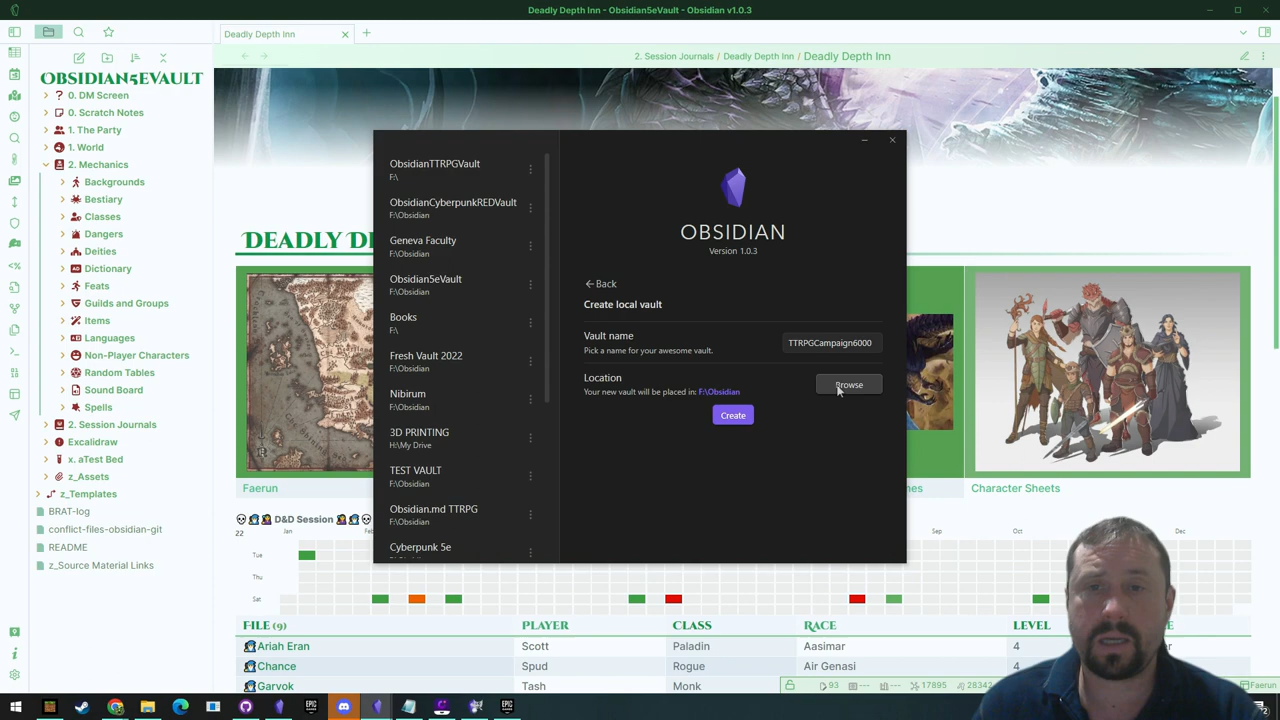 Deadly Depth Inn - Obsidian5eVault - Obsidian v1.0.3
Deadly Depth Inn
2. Session Journals / Deadly Depth Inn / Deadly Depth Inn
OBSIDIAN5EVAULT
0. DM Screen
0. Scratch Notes
1. The Party
1. World
2. Mechanics
Backgrounds
Bestiary
Classes
Dangers
Deities
Dictionary
Feats
Guilds and Groups
Items
Languages
Non-Player Characters
Random Tables
Sound Board
Spells
2. Session Journals
Excalidraw
x. aTest Bed
z_Assets
z_Templates
BRAT-log
conflict-files-obsidian-git
README
z_Source Material Links
ObsidianTTRPGVault
F:\
ObsidianCyberpunkREDVault
F:\Obsidian
Geneva Faculty
F:\Obsidian
Obsidian5eVault
F:\Obsidian
Books
F:\
Fresh Vault 2022
F:\Obsidian
Nibirum
F:\Obsidian
3D PRINTING
H:\My Drive
TEST VAULT
F:\Obsidian
Obsidian.md TTRPG
F:\Obsidian
Cyberpunk 5e
OBSIDIAN
Version 1.0.3
Back
Create local vault
Vault name
Pick a name for your awesome vault.
TTRPGCampaign6000
Location
Your new vault will be placed in: F:\Obsidian
Browse
Create
DEADLY DE
Faerun
nes
Character Sheets
D&D Session
22
Jan
Feb
Sep
Oct
Dec
Tue
Thu
Sat
FILE (9) PLAYER CLASS RACE LEVEL
Ariah Eran Scott Paladin Aasimar 4
Chance Spud Rogue Air Genasi 4
Garvok Tash Monk
93 --- --- 17895 28342
Faerun